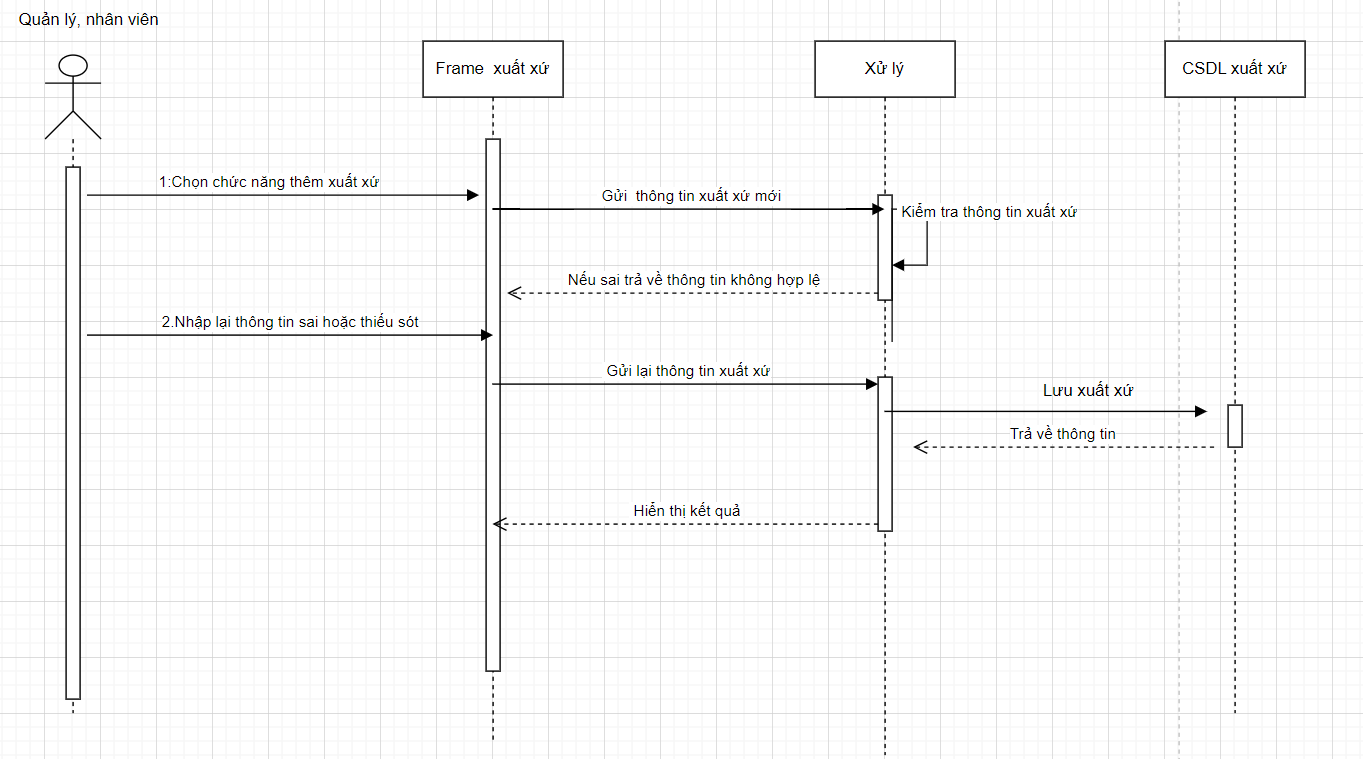 Quản lý, nhân viên
Frame  xuất xứ
Xử lý
CSDL xuất xứ
1:Chọn chức năng thêm xuất xứ
Gửi  thông tin xuất xứ mới
Kiểm tra thông tin xuất xứ
Nếu sai trả về thông tin không hợp lệ
2.Nhập lại thông tin sai hoặc thiếu sót
Gửi lại thông tin xuất xứ
Lưu xuất xứ
Trả về thông tin
Hiển thị kết quả